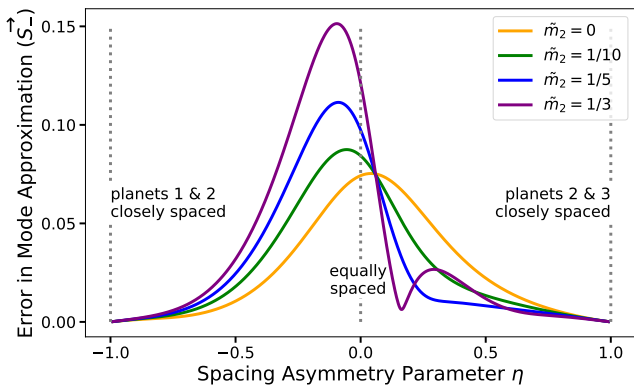 Error in Mode Approximation (S⃗₋)
0.15
0.10
0.05
0.00
m̃₂ = 0
m̃₂ = 1/10
m̃₂ = 1/5
m̃₂ = 1/3
planets 1 & 2
closely spaced
planets 2 & 3
closely spaced
equally
spaced
−1.0
−0.5
0.0
0.5
1.0
Spacing Asymmetry Parameter η